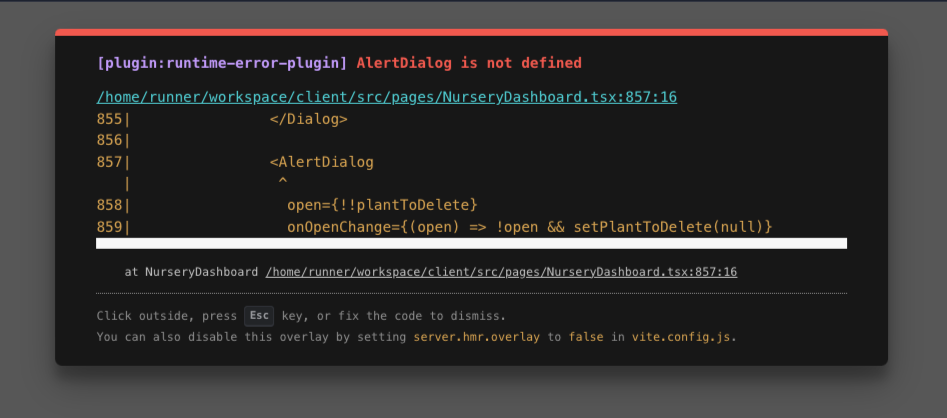 [plugin:runtime-error-plugin] AlertDialog is not defined
/home/runner/workspace/client/src/pages/NurseryDashboard.tsx:857:16
855|                </Dialog>
856|
857|                <AlertDialog
   |                 ^
858|                  open={!!plantToDelete}
859|                  onOpenChange={(open) => !open && setPlantToDelete(null)}
at NurseryDashboard /home/runner/workspace/client/src/pages/NurseryDashboard.tsx:857:16
Click outside, press Esc key, or fix the code to dismiss.
You can also disable this overlay by setting server.hmr.overlay to false in vite.config.js.